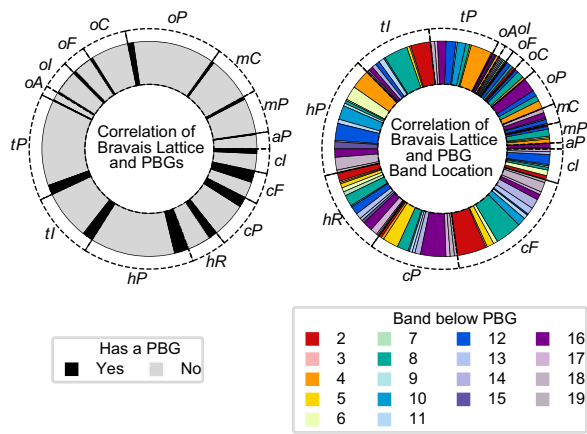 oP
oC
oF
oI
oA
tP
tI
hP
hR
cP
cF
cI
aP
mP
mC
Correlation of
Bravais Lattice
and PBGs
tP
oA
oI
oF
oC
oP
mC
mP
aP
cI
cF
cP
hR
hP
tI
Correlation of
Bravais Lattice
and PBG
Band Location
Has a PBG
Yes No
Band below PBG
2 7 12 16
3 8 13 17
4 9 14 18
5 10 15 19
6 11